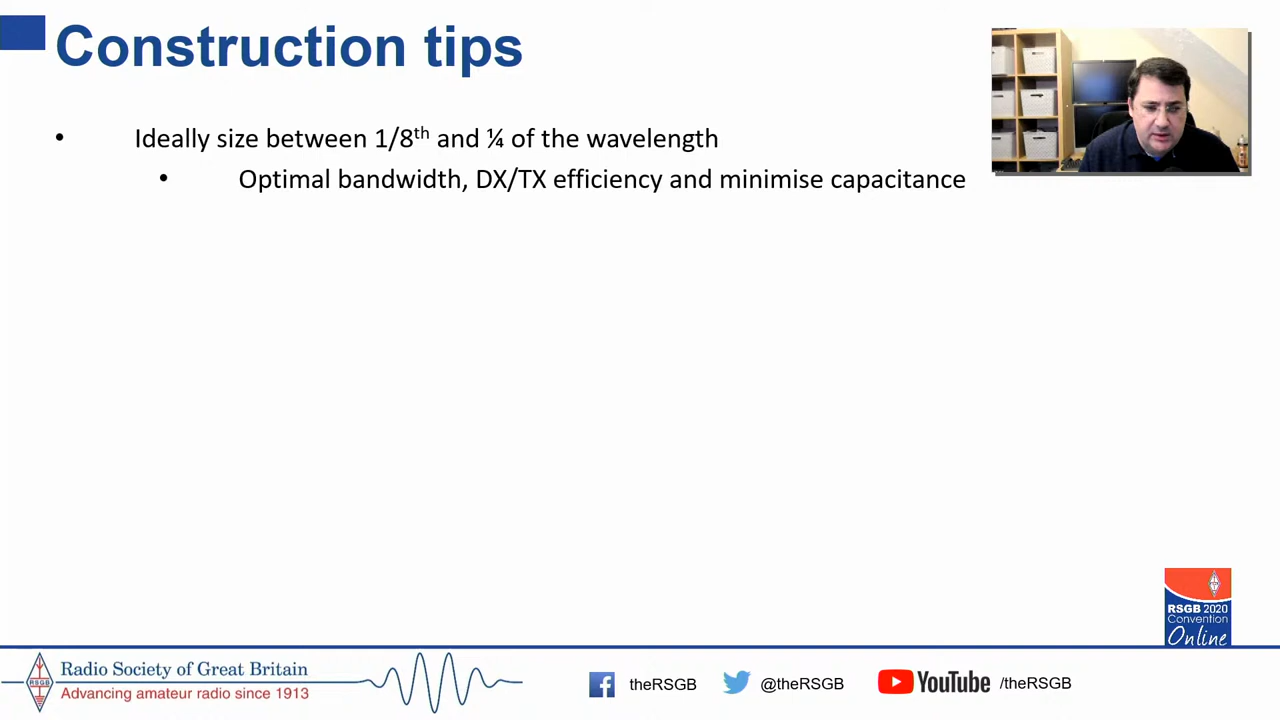 Construction tips
• Ideally size between 1/8th and ¼ of the wavelength
• Optimal bandwidth, DX/TX efficiency and minimise capacitance
RSGB 2020
Convention
Online
RSGB
Radio Society of Great Britain
Advancing amateur radio since 1913
theRSGB
@theRSGB
YouTube /theRSGB